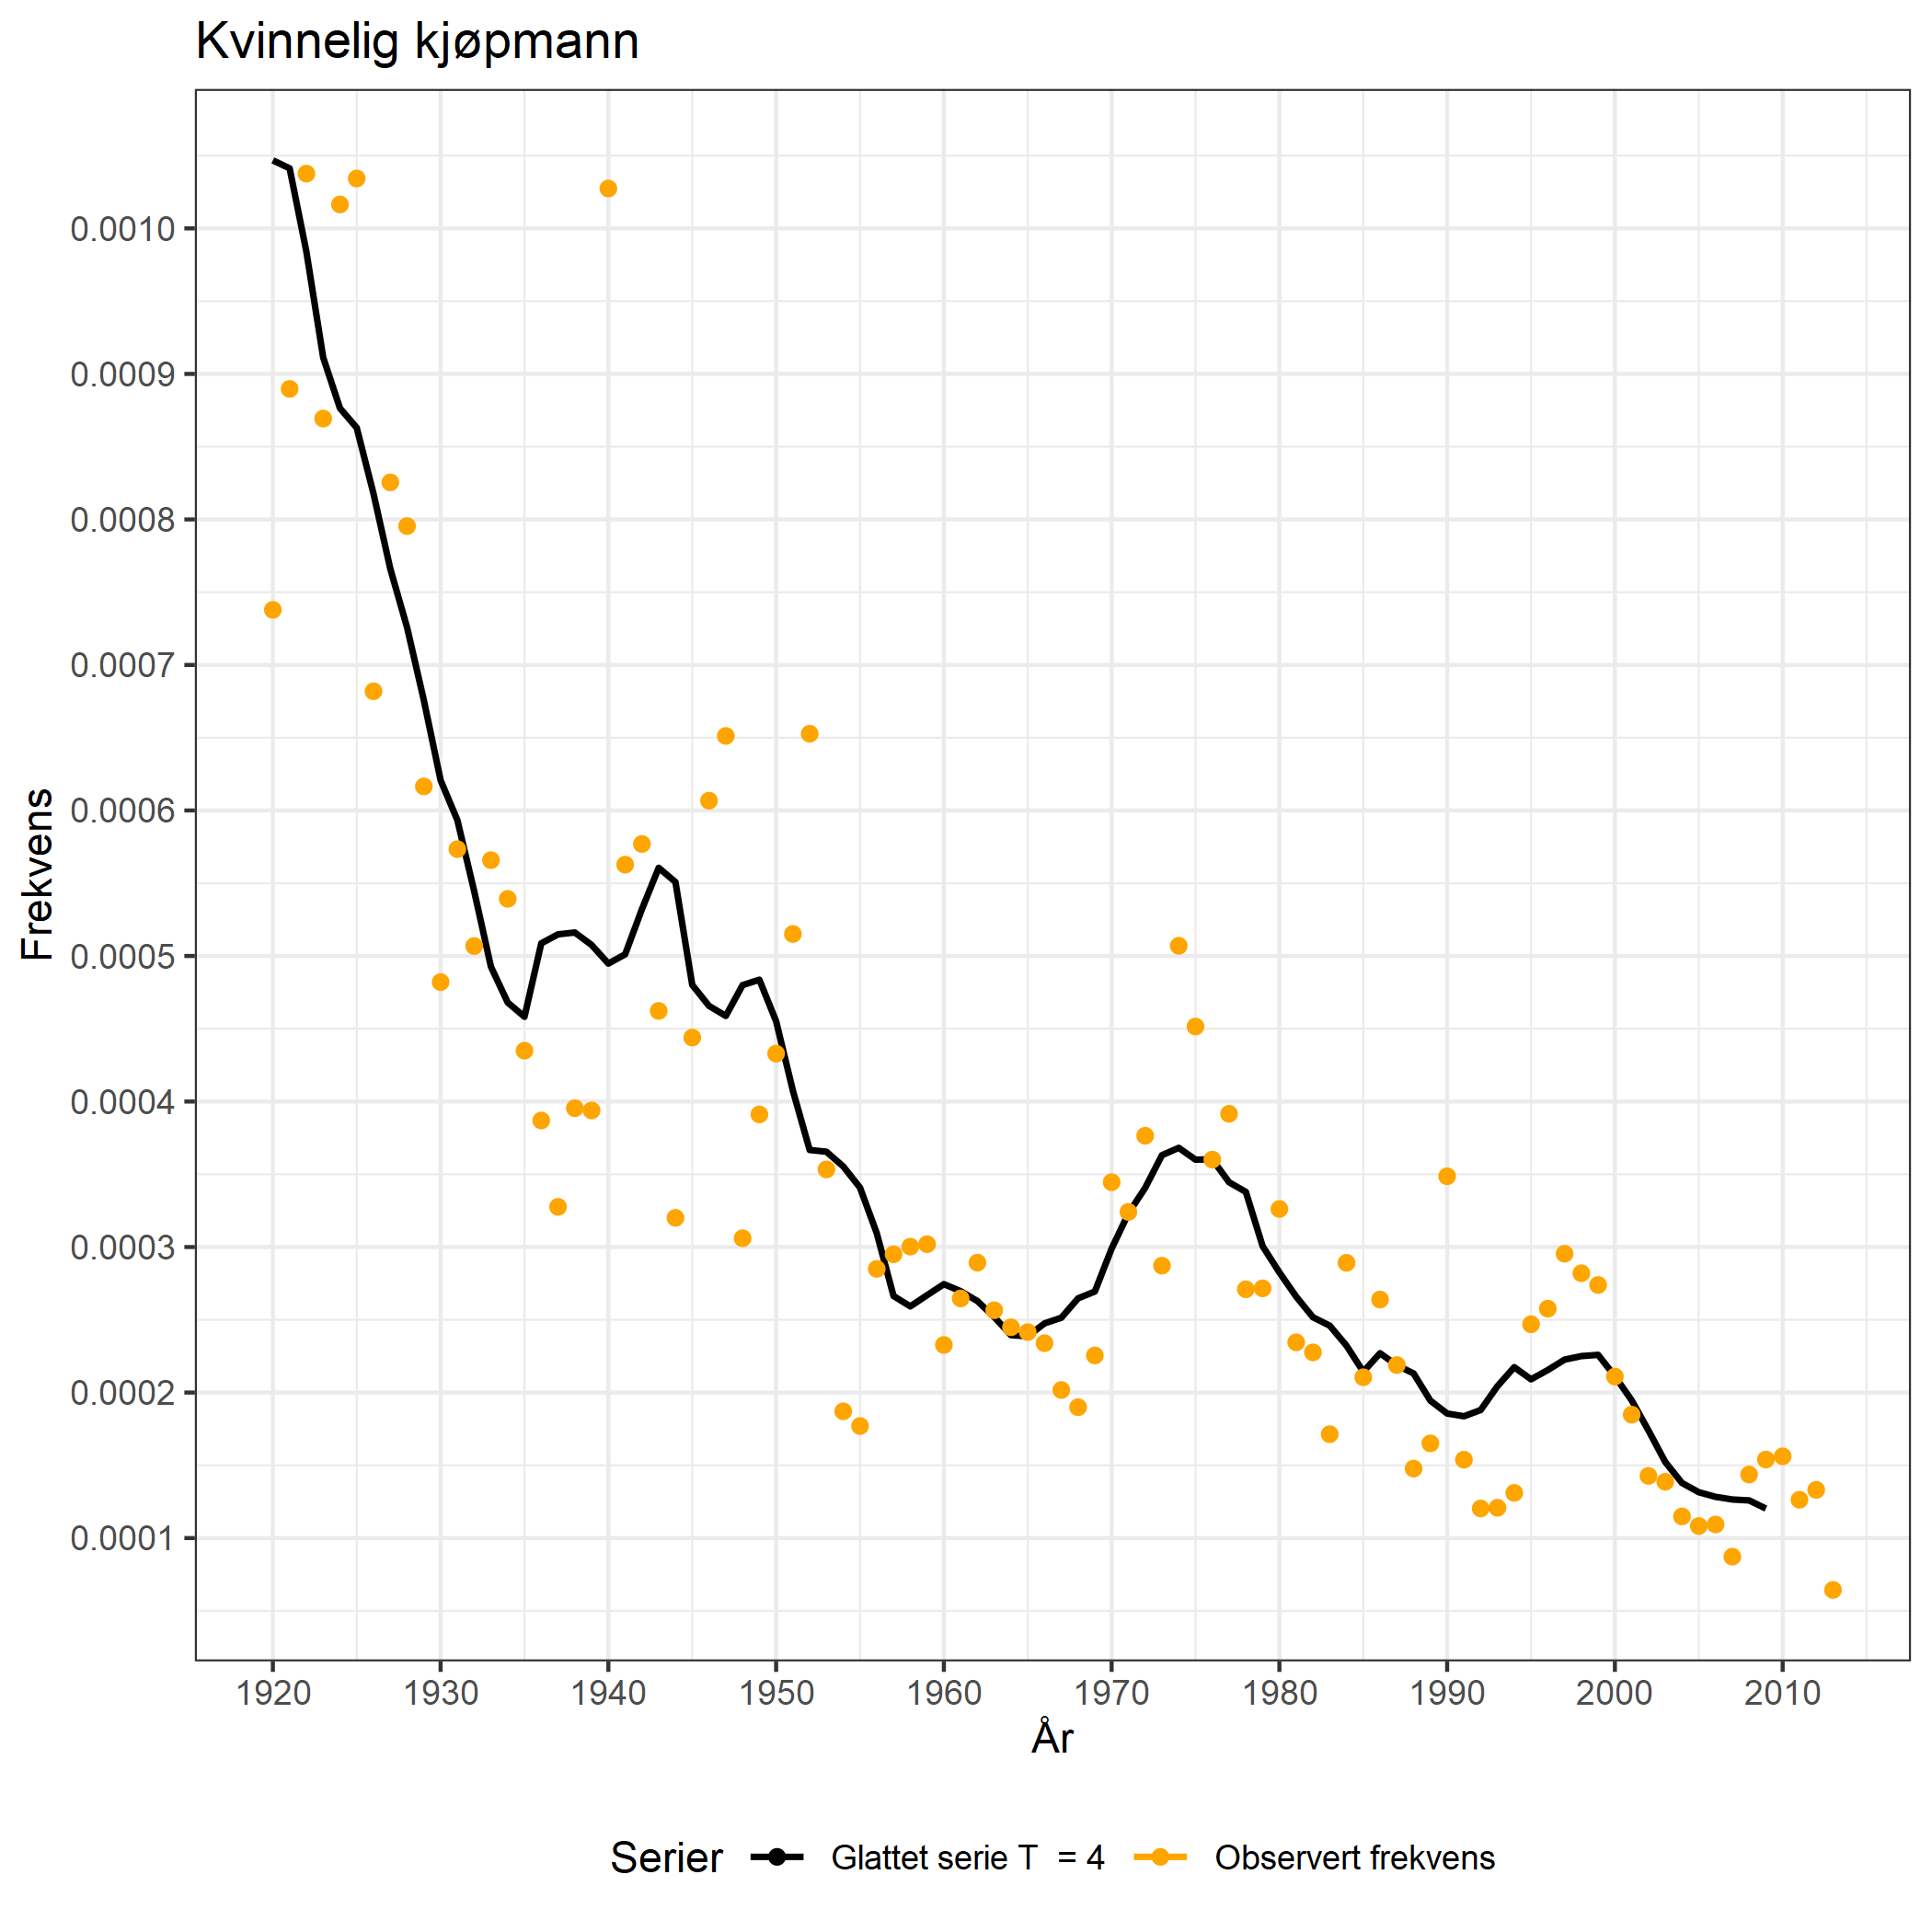 Kvinnelig kjøpmann
Frekvens
0.0010
0.0009
0.0008
0.0007
0.0006
0.0005
0.0004
0.0003
0.0002
0.0001
1920 1930 1940 1950 1960 1970 1980 1990 2000 2010
År
Serier Glattet serie T = 4 Observert frekvens